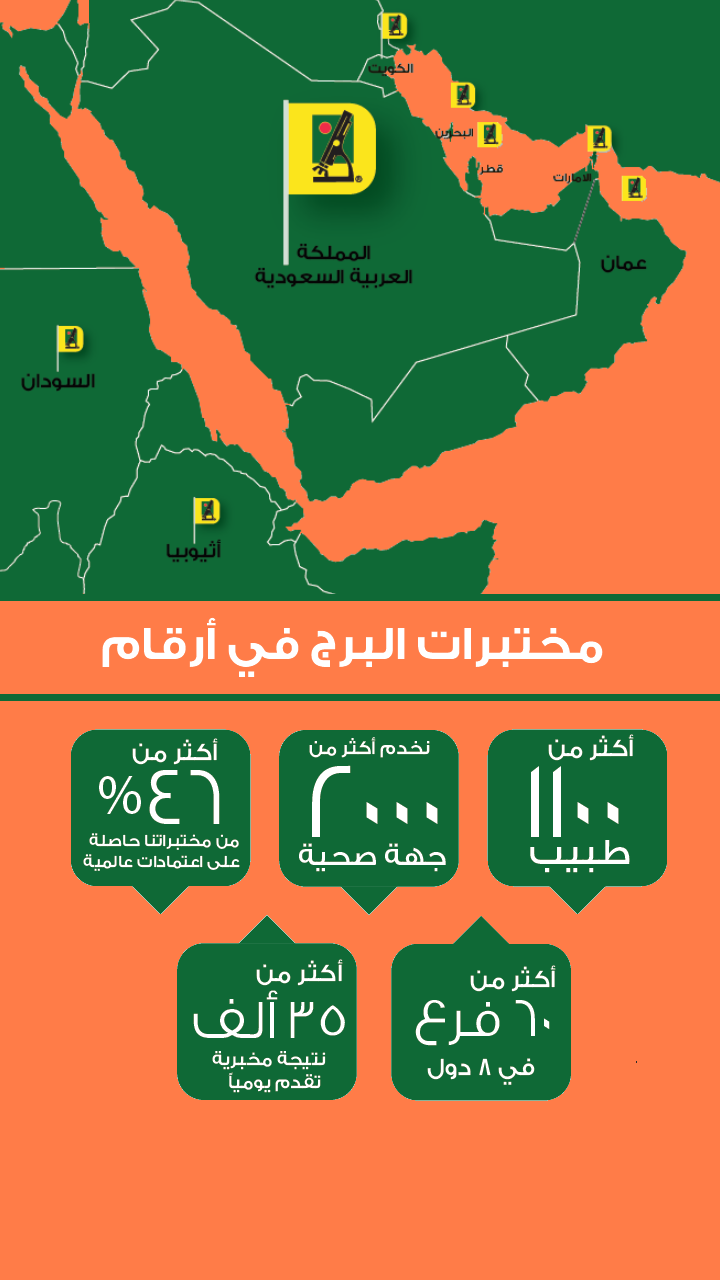 الكويت
البحرين
قطر
الامارات
المملكة
العربية السعودية
عمان
السودان
أثيوبيا
مختبرات البرج في أرقام
أكثر من
١١٠٠
طبيب
نخدم أكثر من
٢٠٠٠
جهة صحية
أكثر من
٤٦%
من مختبراتنا حاصلة
على اعتمادات عالمية
أكثر من
٦٠ فرع
في ٨ دول
أكثر من
٣٥ ألف
نتيجة مخبرية
تقدم يومياً